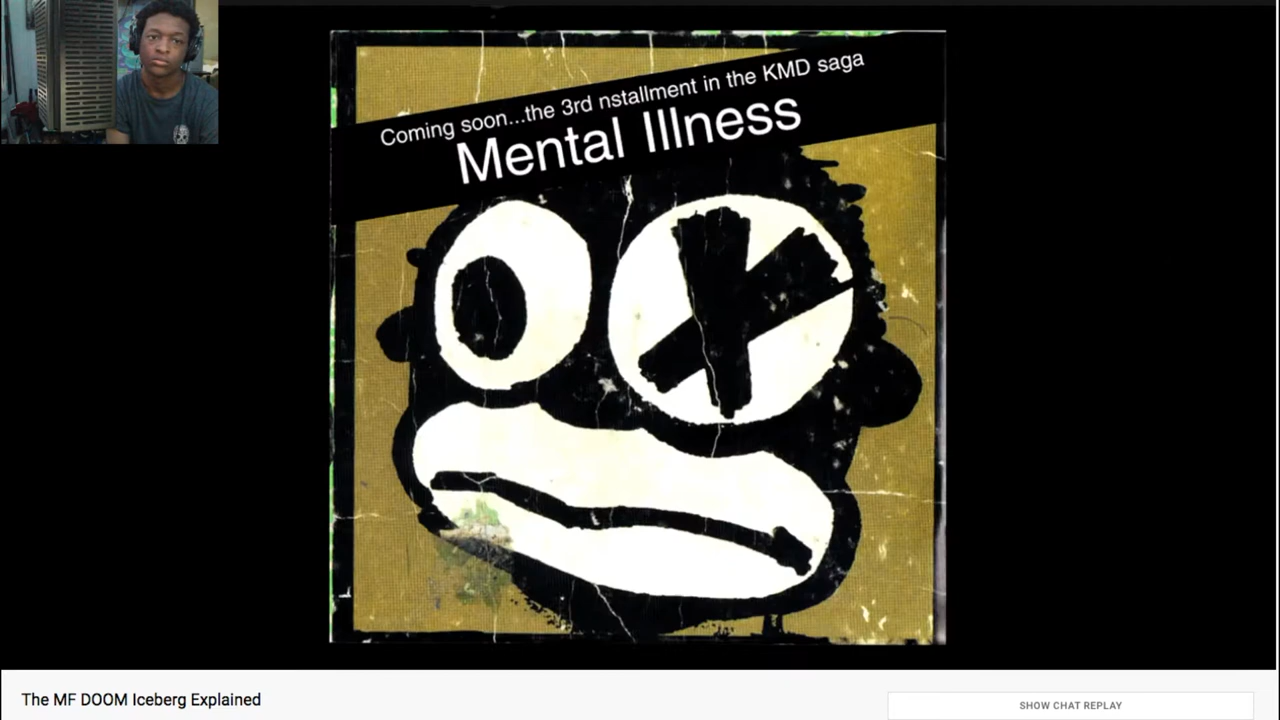 Coming soon...the 3rd nstallment in the KMD saga
Mental Illness
The MF DOOM Iceberg Explained
SHOW CHAT REPLAY